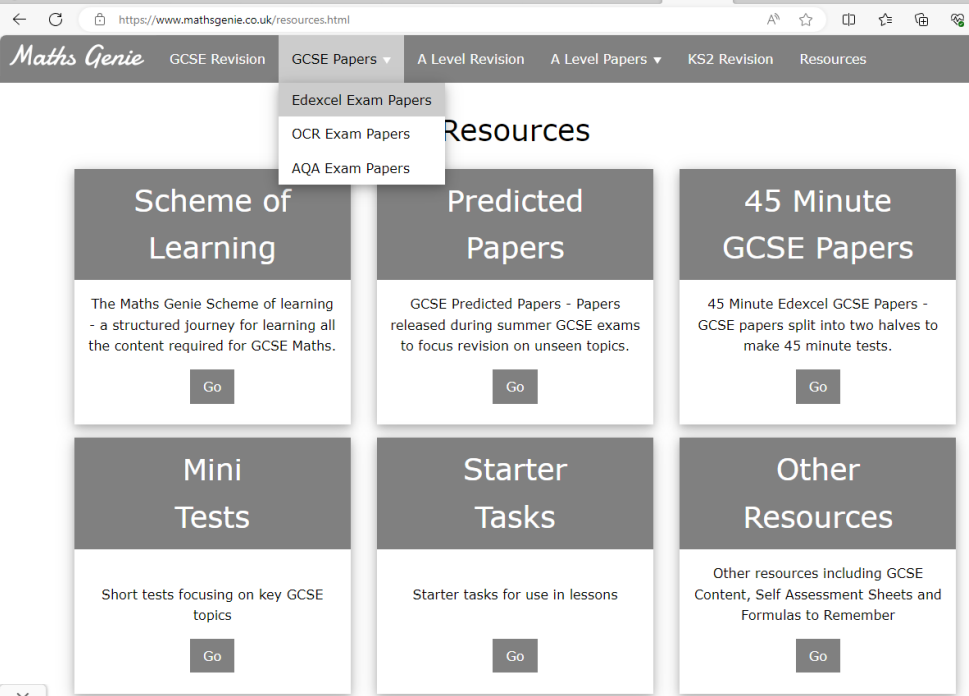 https://www.mathsgenie.co.uk/resources.html
Maths Genie GCSE Revision GCSE Papers ▼ A Level Revision A Level Papers ▼ KS2 Revision Resources
Edexcel Exam Papers
OCR Exam Papers
AQA Exam Papers
Resources
Scheme of
Learning
The Maths Genie Scheme of learning
- a structured journey for learning all
the content required for GCSE Maths.
Go
Predicted
Papers
GCSE Predicted Papers - Papers
released during summer GCSE exams
to focus revision on unseen topics.
Go
45 Minute
GCSE Papers
45 Minute Edexcel GCSE Papers -
GCSE papers split into two halves to
make 45 minute tests.
Go
Mini
Tests
Short tests focusing on key GCSE
topics
Go
Starter
Tasks
Starter tasks for use in lessons
Go
Other
Resources
Other resources including GCSE
Content, Self Assessment Sheets and
Formulas to Remember
Go